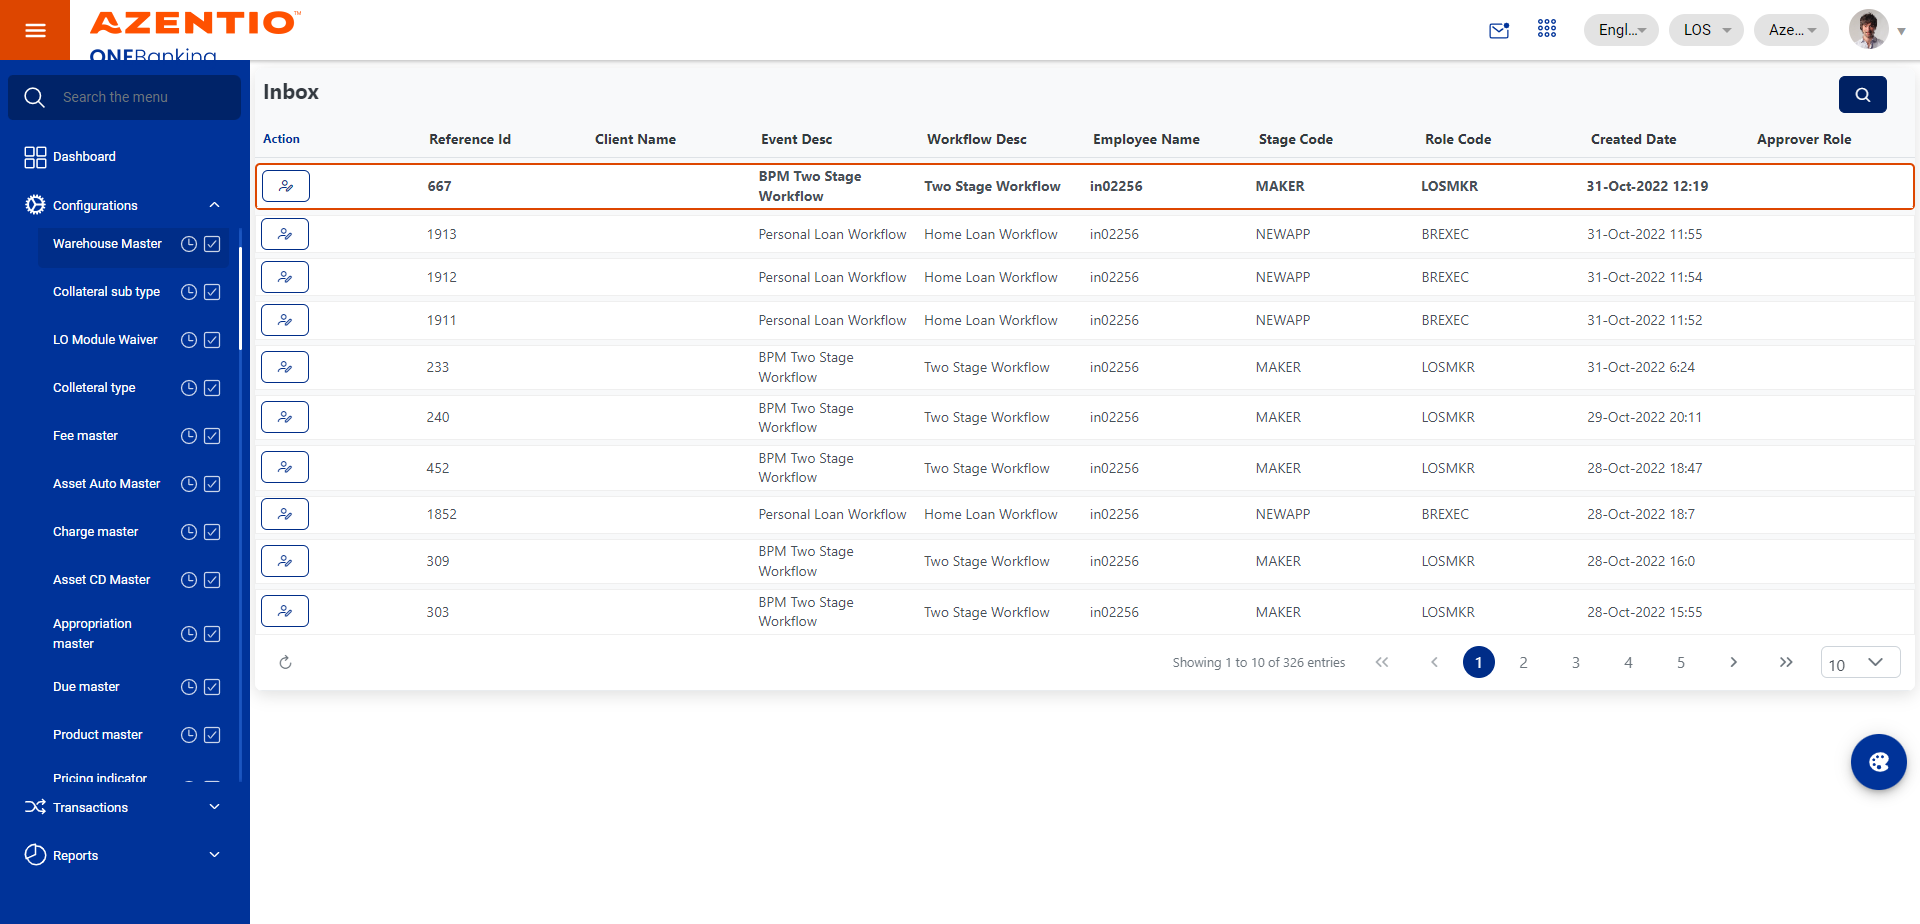 AZENTIO™
ONEBanking
Engl...
LOS
Aze...
Search the menu
Dashboard
Configurations
Warehouse Master
Collateral sub type
LO Module Waiver
Colleteral type
Fee master
Asset Auto Master
Charge master
Asset CD Master
Appropriation
master
Due master
Product master
Pricing indicator
Transactions
Reports
Inbox
Action Reference Id Client Name Event Desc Workflow Desc Employee Name Stage Code Role Code Created Date Approver Role
667 BPM Two Stage Workflow Two Stage Workflow in02256 MAKER LOSMKR 31-Oct-2022 12:19
1913 Personal Loan Workflow Home Loan Workflow in02256 NEWAPP BREXEC 31-Oct-2022 11:55
1912 Personal Loan Workflow Home Loan Workflow in02256 NEWAPP BREXEC 31-Oct-2022 11:54
1911 Personal Loan Workflow Home Loan Workflow in02256 NEWAPP BREXEC 31-Oct-2022 11:52
233 BPM Two Stage Workflow Two Stage Workflow in02256 MAKER LOSMKR 31-Oct-2022 6:24
240 BPM Two Stage Workflow Two Stage Workflow in02256 MAKER LOSMKR 29-Oct-2022 20:11
452 BPM Two Stage Workflow Two Stage Workflow in02256 MAKER LOSMKR 28-Oct-2022 18:47
1852 Personal Loan Workflow Home Loan Workflow in02256 NEWAPP BREXEC 28-Oct-2022 18:7
309 BPM Two Stage Workflow Two Stage Workflow in02256 MAKER LOSMKR 28-Oct-2022 16:0
303 BPM Two Stage Workflow Two Stage Workflow in02256 MAKER LOSMKR 28-Oct-2022 15:55
Showing 1 to 10 of 326 entries 1 2 3 4 5 10